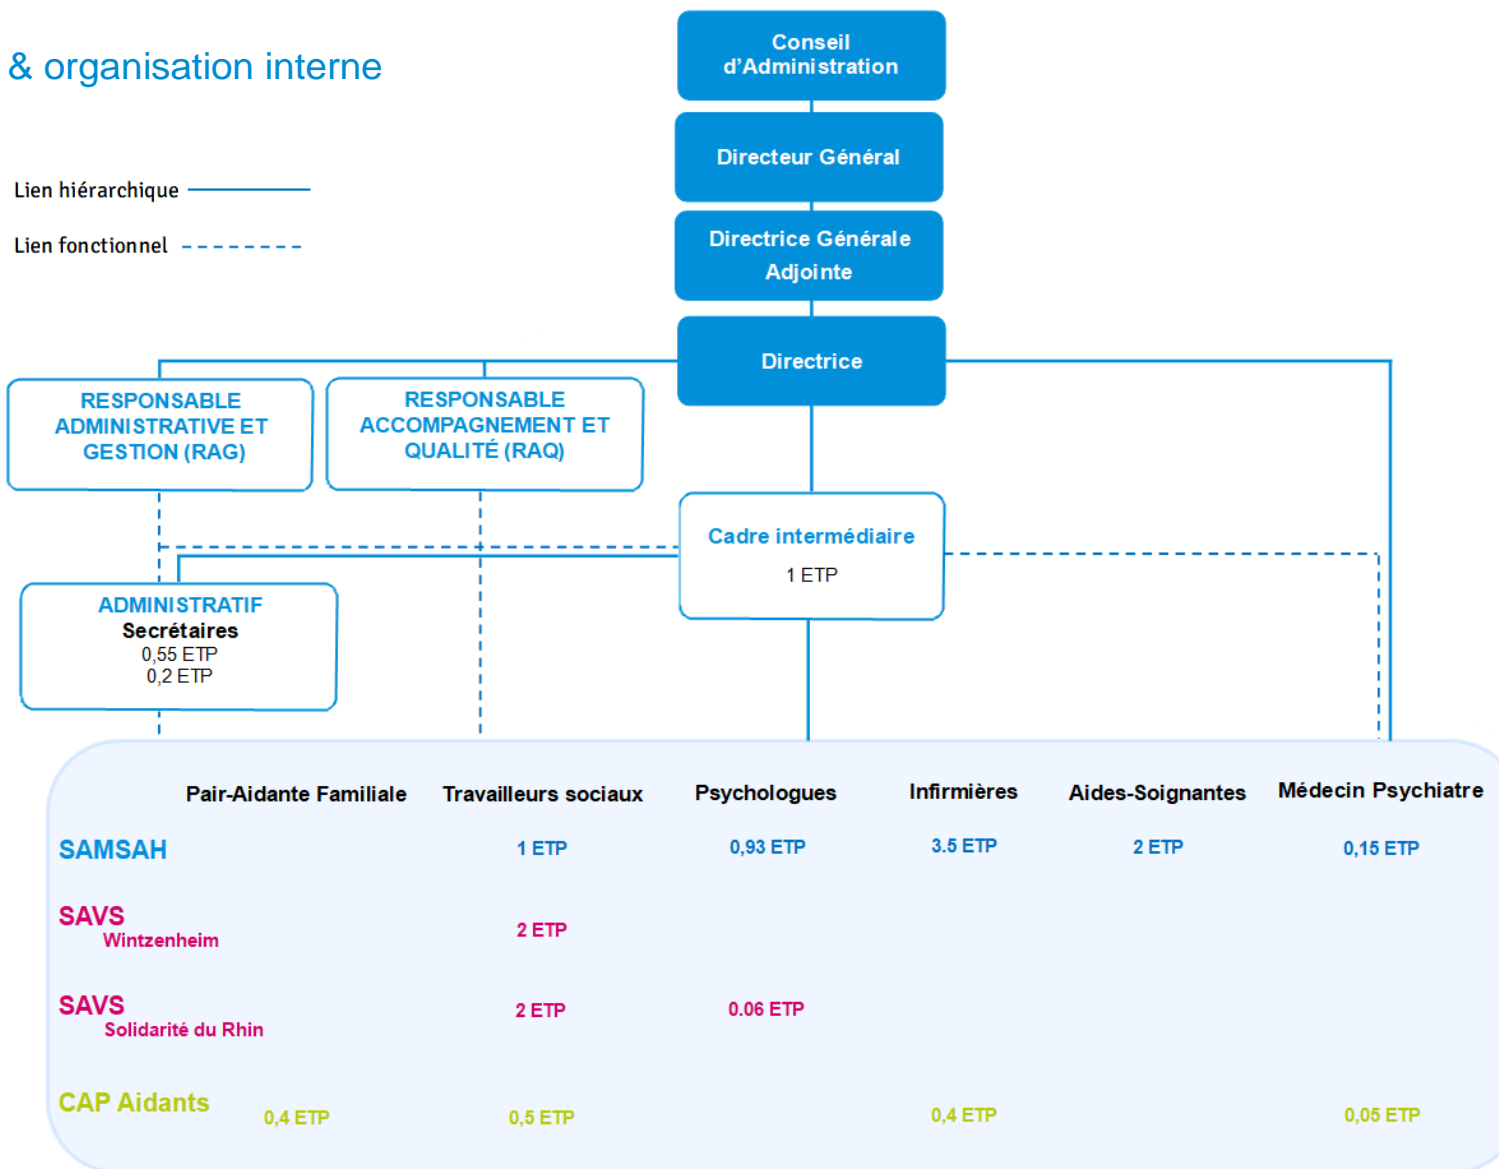 & organisation interne
Lien hiérarchique
Lien fonctionnel
Conseil
d'Administration
Directeur Général
Directrice Générale
Adjointe
Directrice
RESPONSABLE
ADMINISTRATIVE ET
GESTION (RAG)
RESPONSABLE
ACCOMPAGNEMENT ET
QUALITÉ (RAQ)
Cadre intermédiaire
1 ETP
ADMINISTRATIF
Secrétaires
0,55 ETP
0,2 ETP
Pair-Aidante Familiale Travailleurs sociaux Psychologues Infirmières Aides-Soignantes Médecin Psychiatre
SAMSAH 1 ETP 0,93 ETP 3.5 ETP 2 ETP 0,15 ETP
SAVS
Wintzenheim 2 ETP
SAVS
Solidarité du Rhin 2 ETP 0.06 ETP
CAP Aidants 0,4 ETP 0,5 ETP 0,4 ETP 0,05 ETP